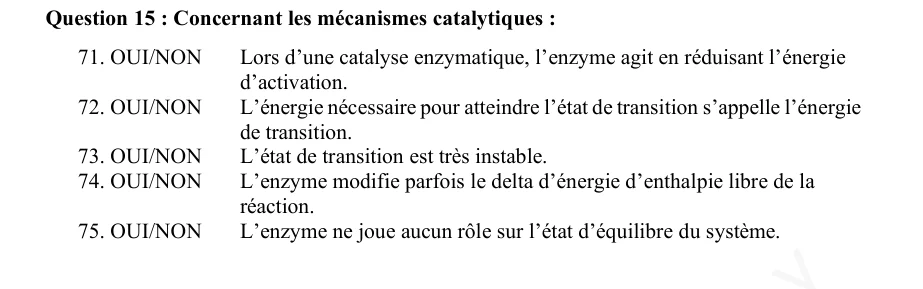 Question 15 : Concernant les mécanismes catalytiques :
71. OUI/NON Lors d’une catalyse enzymatique, l’enzyme agit en réduisant l’énergie
d’activation.
72. OUI/NON L’énergie nécessaire pour atteindre l’état de transition s’appelle l’énergie
de transition.
73. OUI/NON L’état de transition est très instable.
74. OUI/NON L’enzyme modifie parfois le delta d’énergie d’enthalpie libre de la
réaction.
75. OUI/NON L’enzyme ne joue aucun rôle sur l’état d’équilibre du système.